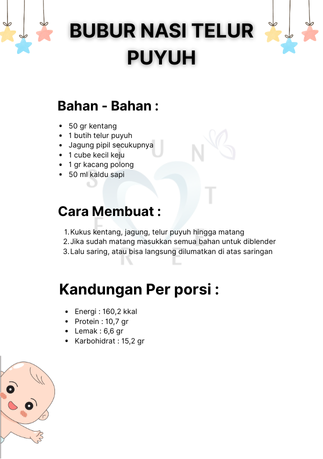 BUBUR NASI TELUR
PUYUH
Bahan - Bahan :
50 gr kentang
1 butih telur puyuh
Jagung pipil secukupnya
1 cube kecil keju
1 gr kacang polong
50 ml kaldu sapi
Cara Membuat :
1.Kukus kentang, jagung, telur puyuh hingga matang
2.Jika sudah matang masukkan semua bahan untuk diblender
3.Lalu saring, atau bisa langsung dilumatkan di atas saringan
Kandungan Per porsi :
Energi : 160,2 kkal
Protein : 10,7 gr
Lemak : 6,6 gr
Karbohidrat : 15,2 gr